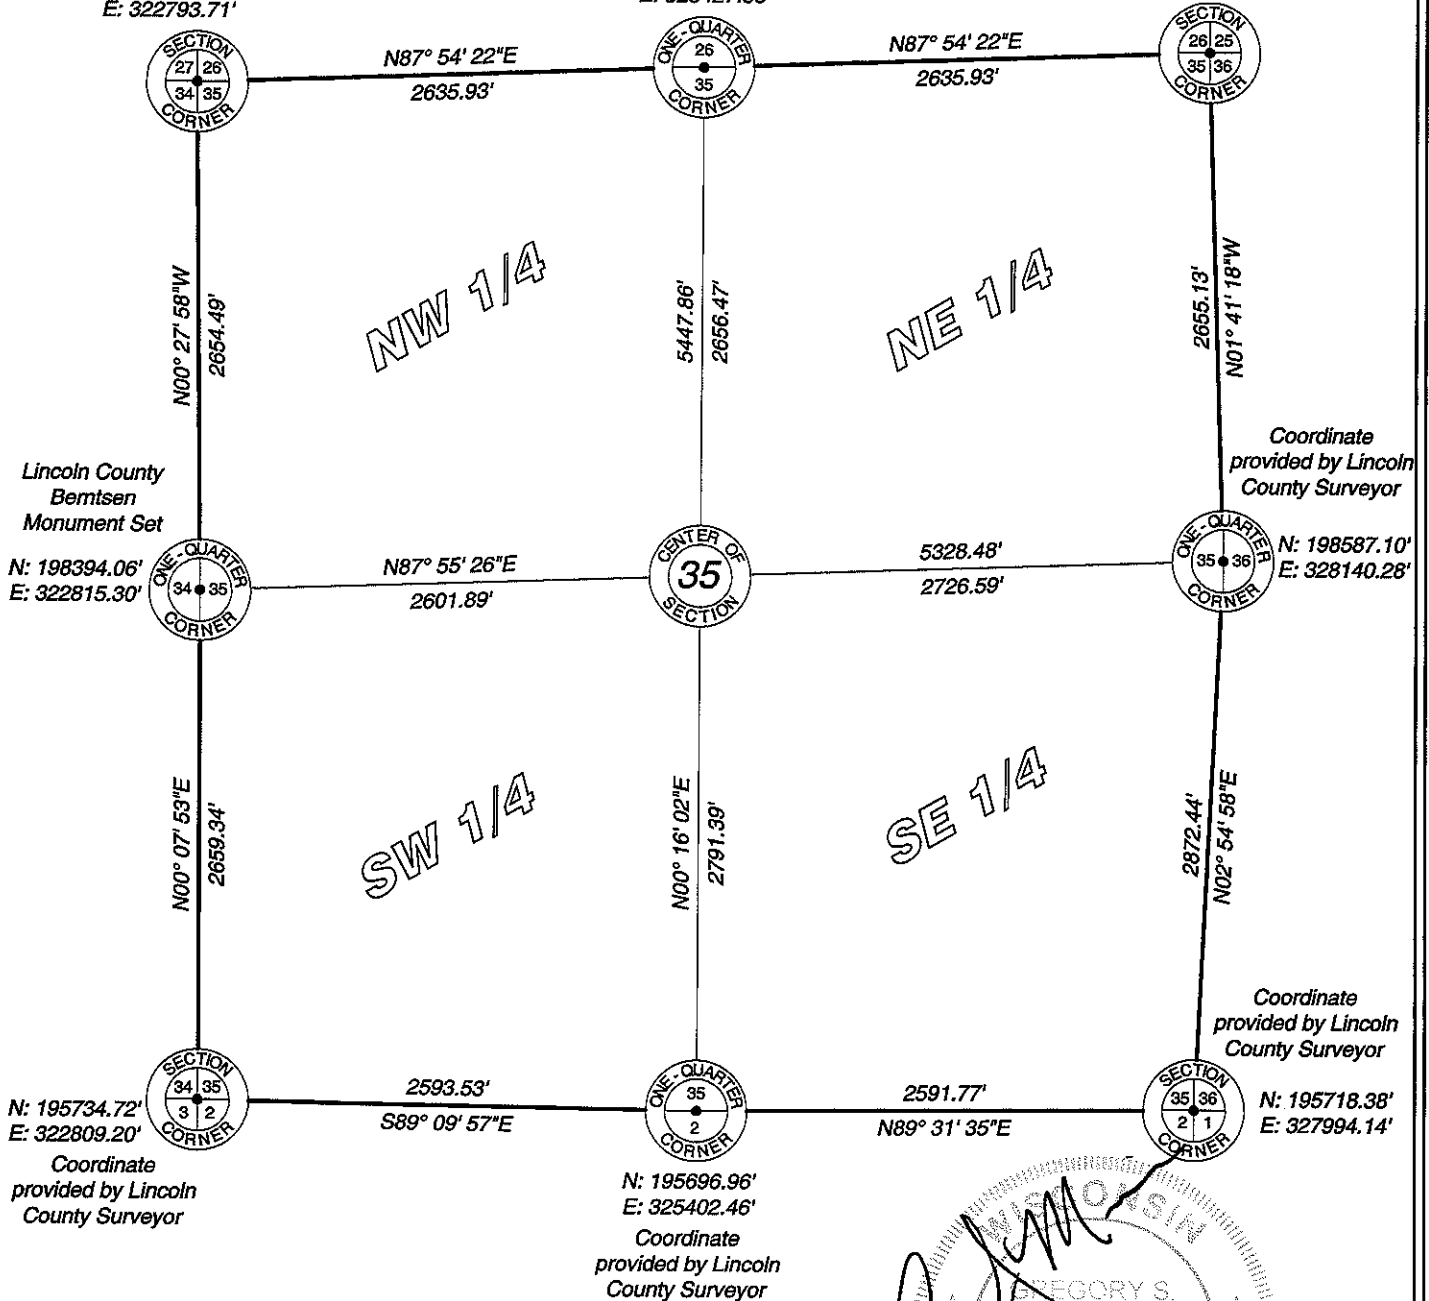 E: 322793.71'
SECTION
27 26
34 35
CORNER
N87° 54' 22"E
2635.93'
ONE-QUARTER
26
35
CORNER
N87° 54' 22"E
2635.93'
SECTION
26 25
35 36
CORNER
N00° 27' 58"W
2654.49'
NW 1/4
5447.86'
2656.47'
NE 1/4
2655.13'
N01° 41' 18"W
Lincoln County
Berntsen
Monument Set
N: 198394.06'
E: 322815.30'
ONE-QUARTER
34 35
CORNER
N87° 55' 26"E
2601.89'
CENTER OF
35
SECTION
5328.48'
2726.59'
Coordinate
provided by Lincoln
County Surveyor
ONE-QUARTER
35 36
CORNER
N: 198587.10'
E: 328140.28'
N00° 07' 53"E
2659.34'
SW 1/4
N00° 16' 02"E
2791.39'
SE 1/4
2872.44'
N02° 54' 58"E
N: 195734.72'
E: 322809.20'
Coordinate
provided by Lincoln
County Surveyor
SECTION
34 35
3 2
CORNER
2593.53'
S89° 09' 57"E
ONE-QUARTER
35
2
CORNER
N: 195696.96'
E: 325402.46'
Coordinate
provided by Lincoln
County Surveyor
2591.77'
N89° 31' 35"E
Coordinate
provided by Lincoln
County Surveyor
SECTION
35 36
2 1
CORNER
N: 195718.38'
E: 327994.14'
WISCONSIN
GREGORY S.